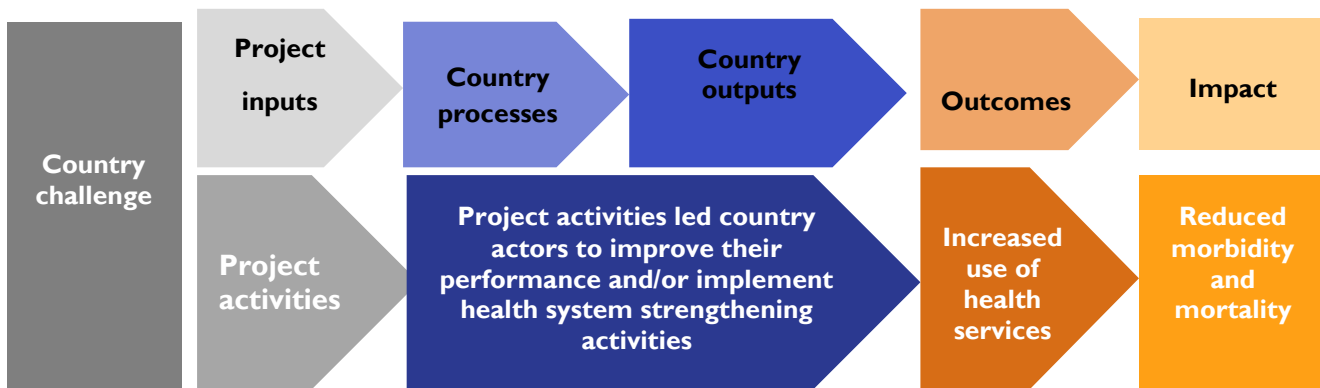 Country
challenge
Project
inputs
Country
processes
Country
outputs
Outcomes
Impact
Project
activities
Project activities led country
actors to improve their
performance and/or implement
health system strengthening
activities
Increased
use of
health
services
Reduced
morbidity
and
mortality